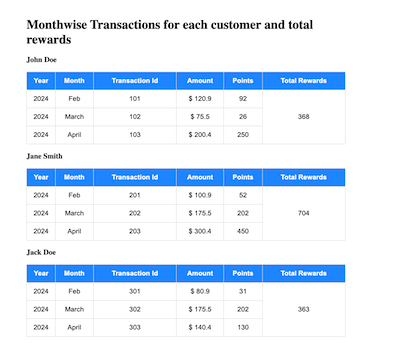 Monthwise Transactions for each customer and total
rewards
John Doe
Year Month Transaction Id Amount Points Total Rewards
2024 Feb 101 $ 120.9 92
2024 March 102 $ 75.5 26 368
2024 April 103 $ 200.4 250
Jane Smith
Year Month Transaction Id Amount Points Total Rewards
2024 Feb 201 $ 100.9 52
2024 March 202 $ 175.5 202 704
2024 April 203 $ 300.4 450
Jack Doe
Year Month Transaction Id Amount Points Total Rewards
2024 Feb 301 $ 80.9 31
2024 March 302 $ 175.5 202 363
2024 April 303 $ 140.4 130